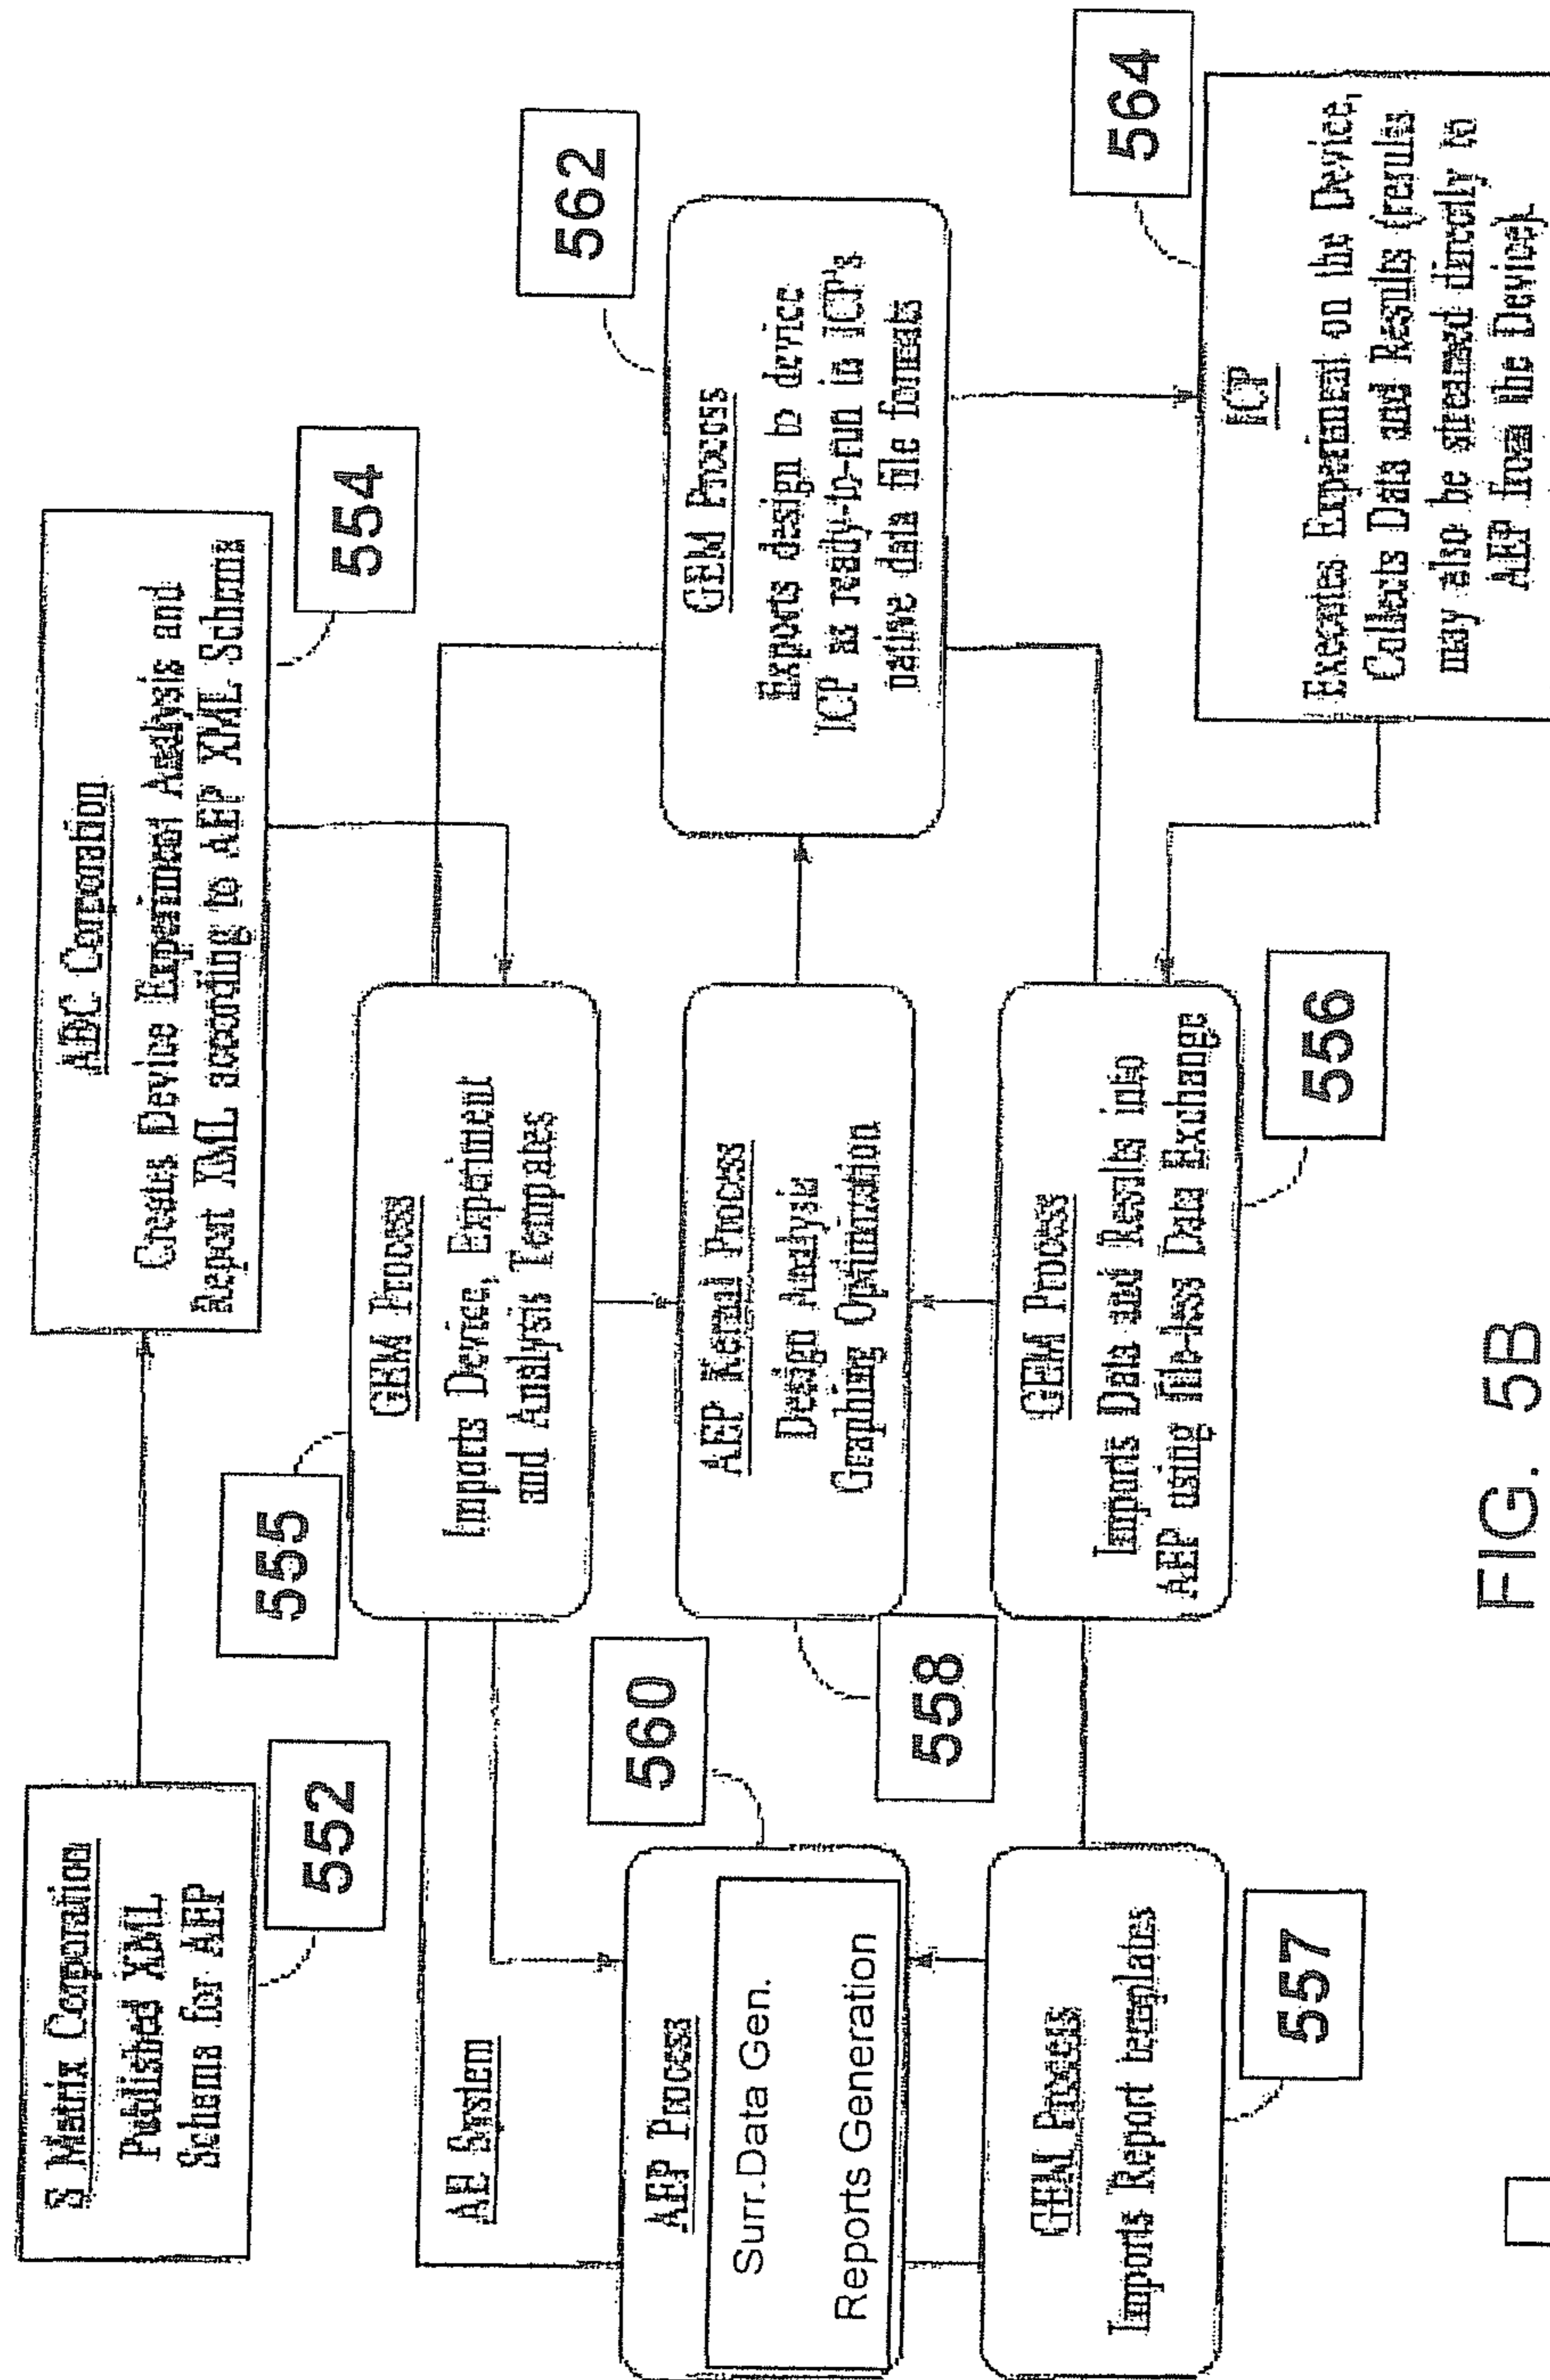 Matrix Corporation
Published XML
Schema for AEP
552
ABC Corporation
Creates Device Experiment Analysis and
Report XML according to AEP XML Schema
554
555
GEM Process
Imports Device, Experiment
and Analysis Tempates
AE System
AEP Process
Surr.Data Gen.
Reports Generation
560
AEP Kernal Process
Design Analysis
Graphing Optimization
558
GEM Process
Exports design to device
ICP as ready-to-run in ICP's
native data file formats
562
GEM Process
Imports Report templates
557
GEM Process
Imports Data and Results into
AEP using file-less Data Exchange
556
ICP
Executes Experiment on the Device,
Collects Data and Results (results
may also be streamed directly to
AEP from the Device).
564
FIG. 5B